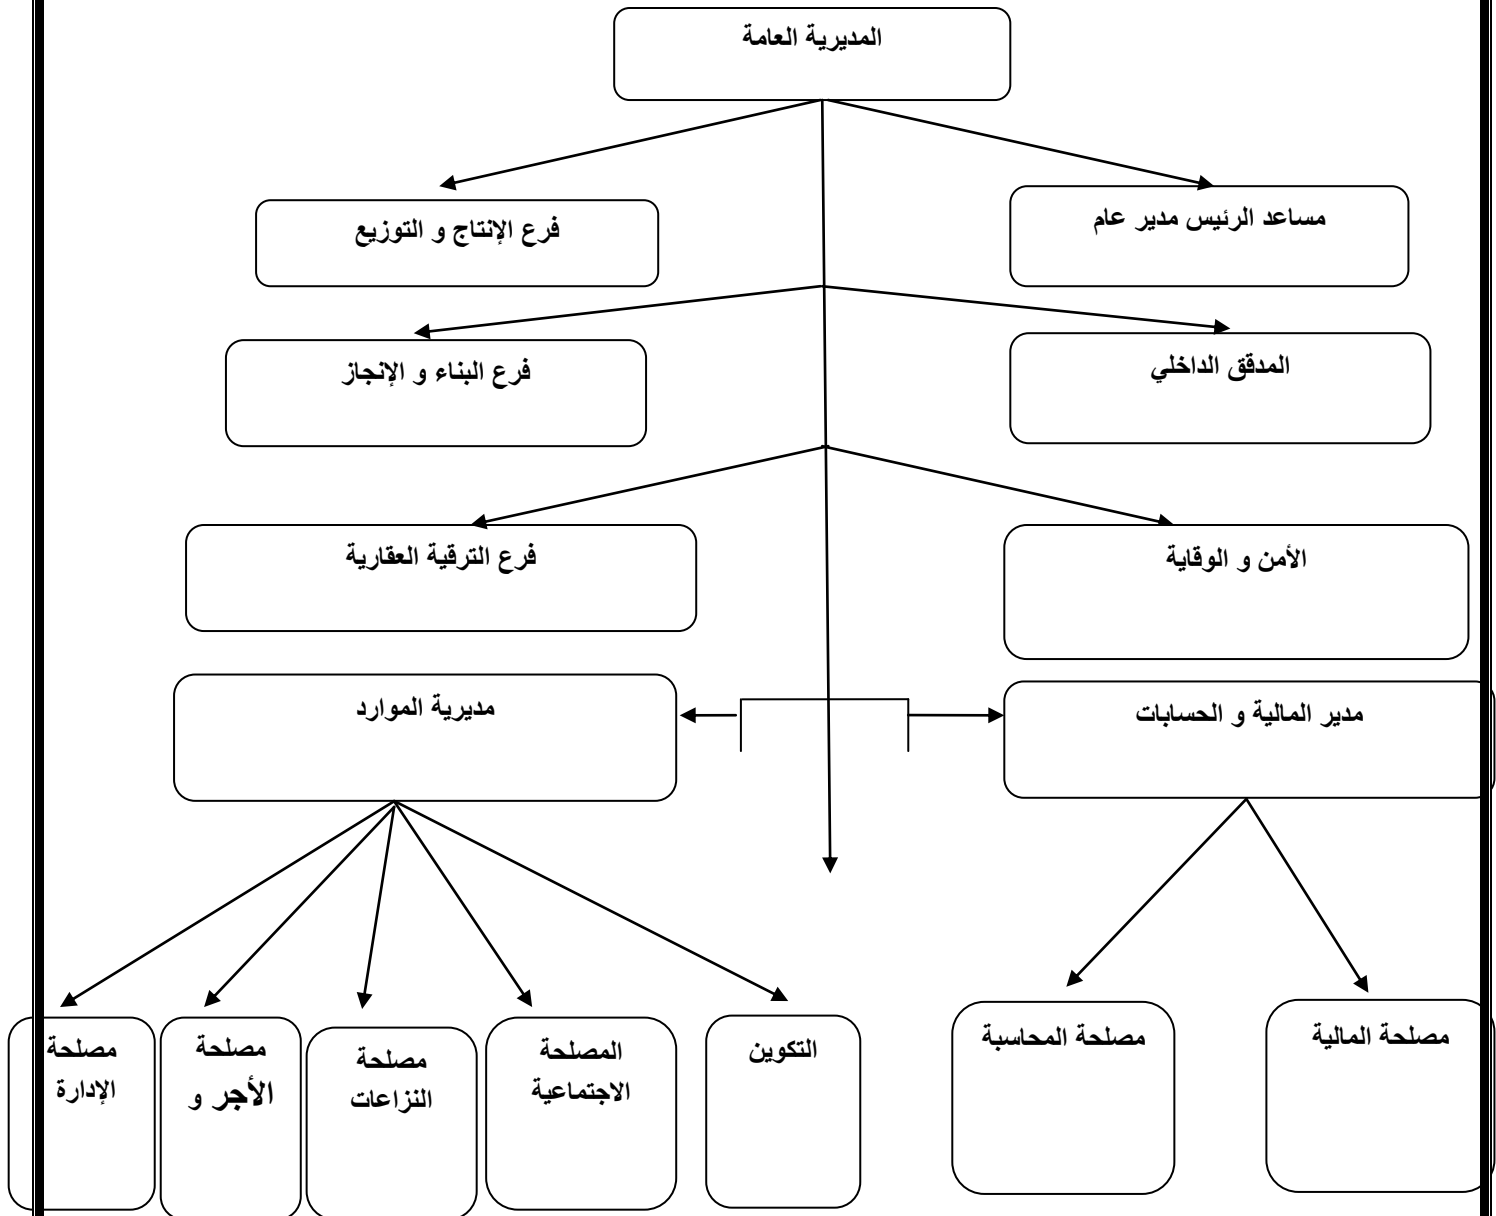 المديرية العامة
مساعد الرئيس مدير عام
فرع الإنتاج و التوزيع
المدقق الداخلي
فرع البناء و الإنجاز
الأمن و الوقاية
فرع الترقية العقارية
مدير المالية و الحسابات
مديرية الموارد
مصلحة المالية
مصلحة المحاسبة
التكوين
المصلحة
الاجتماعية
مصلحة
النزاعات
مصلحة
الأجر و
مصلحة
الإدارة